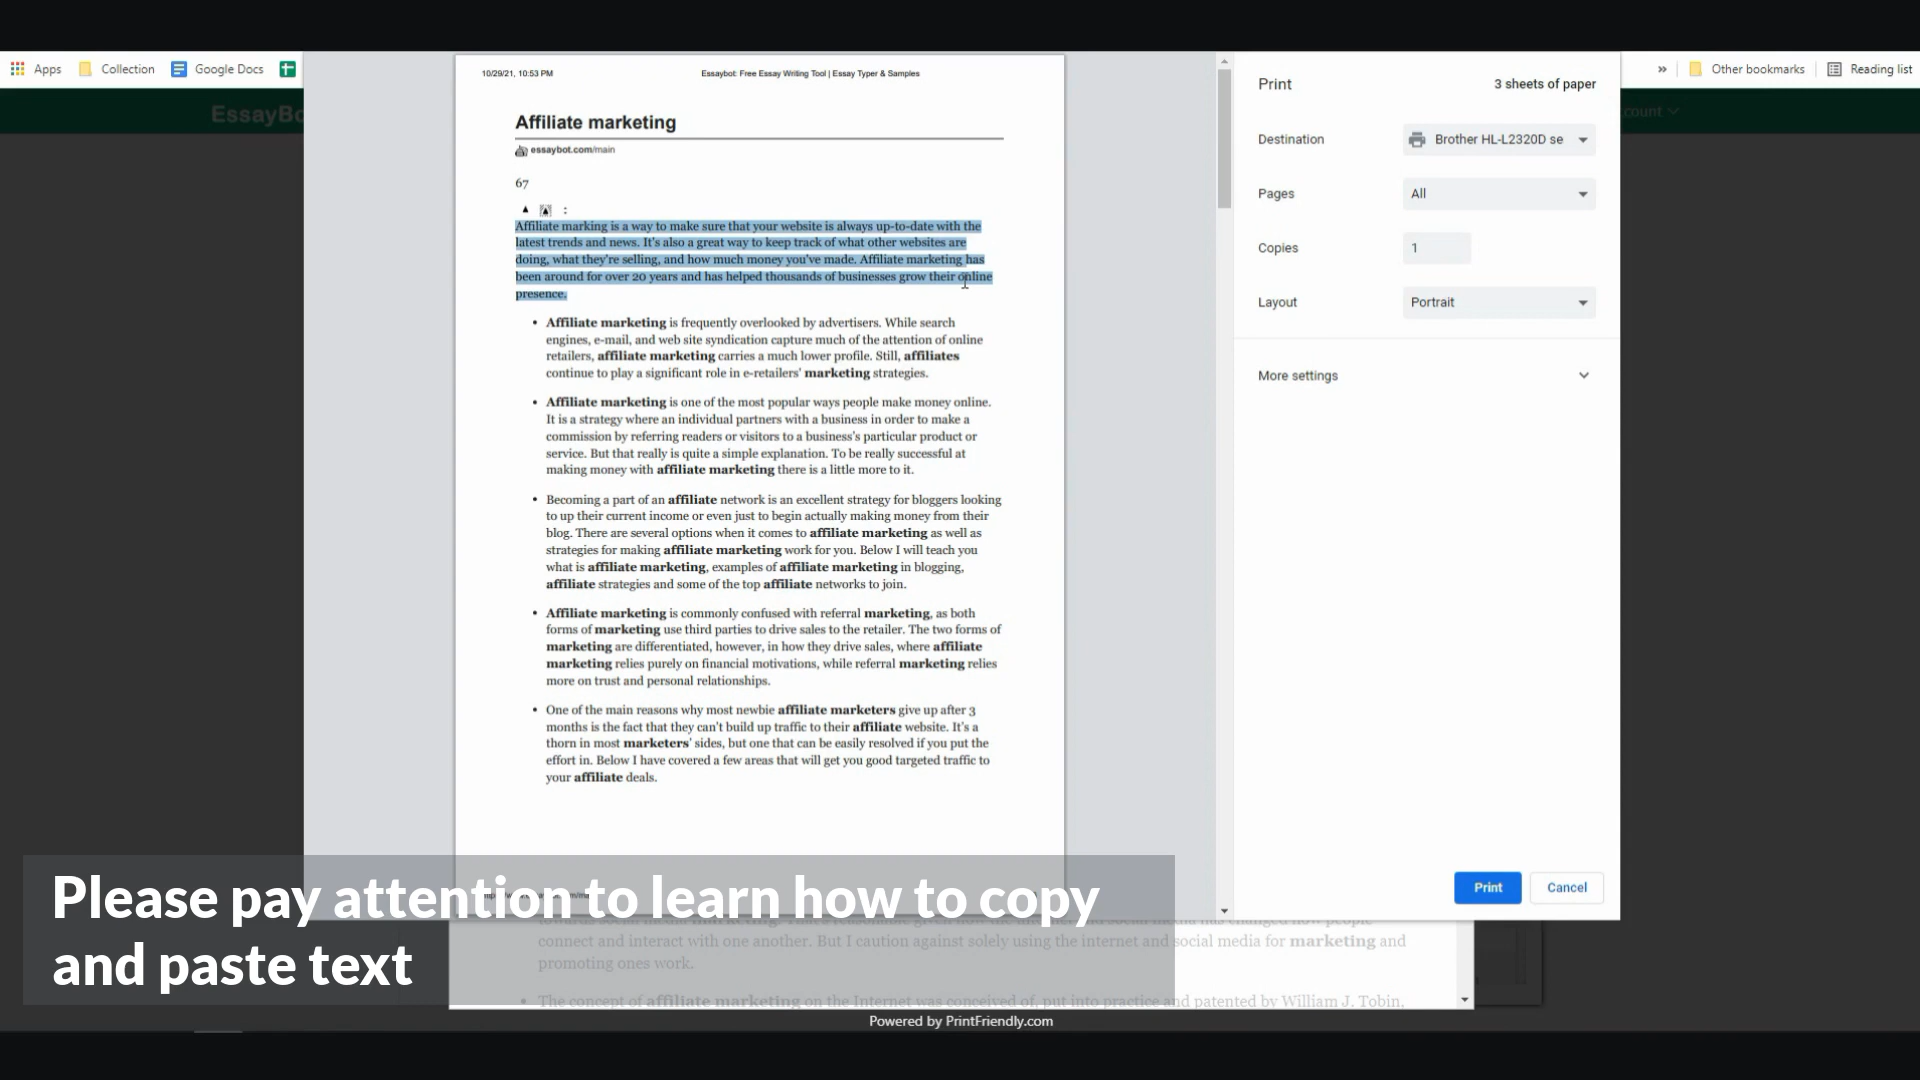 Apps
Collection
Google Docs
»
Other bookmarks
Reading list
EssayBo
count
10/29/21, 10:53 PM
Essaybot: Free Essay Writing Tool | Essay Typer & Samples
Affiliate marketing
essaybot.com/main
67
:
Affiliate marking is a way to make sure that your website is always up-to-date with the
latest trends and news. It's also a great way to keep track of what other websites are
doing, what they're selling, and how much money you've made. Affiliate marketing has
been around for over 20 years and has helped thousands of businesses grow their online
presence.
• Affiliate marketing is frequently overlooked by advertisers. While search
engines, e-mail, and web site syndication capture much of the attention of online
retailers, affiliate marketing carries a much lower profile. Still, affiliates
continue to play a significant role in e-retailers' marketing strategies.
• Affiliate marketing is one of the most popular ways people make money online.
It is a strategy where an individual partners with a business in order to make a
commission by referring readers or visitors to a business's particular product or
service. But that really is quite a simple explanation. To be really successful at
making money with affiliate marketing there is a little more to it.
• Becoming a part of an affiliate network is an excellent strategy for bloggers looking
to up their current income or even just to begin actually making money from their
blog. There are several options when it comes to affiliate marketing as well as
strategies for making affiliate marketing work for you. Below I will teach you
what is affiliate marketing, examples of affiliate marketing in blogging,
affiliate strategies and some of the top affiliate networks to join.
• Affiliate marketing is commonly confused with referral marketing, as both
forms of marketing use third parties to drive sales to the retailer. The two forms of
marketing are differentiated, however, in how they drive sales, where affiliate
marketing relies purely on financial motivations, while referral marketing relies
more on trust and personal relationships.
• One of the main reasons why most newbie affiliate marketers give up after 3
months is the fact that they can't build up traffic to their affiliate website. It's a
thorn in most marketers' sides, but one that can be easily resolved if you put the
effort in. Below I have covered a few areas that will get you good targeted traffic to
your affiliate deals.
Print
3 sheets of paper
Destination
Brother HL-L2320D se
Pages
All
Copies
1
Layout
Portrait
More settings
Print
Cancel
Please pay attention to learn how to copy
and paste text
connect and interact with one another. But I caution against solely using the internet and social media for marketing and
promoting ones work.
• The concept of affiliate marketing on the Internet was conceived of, put into practice and patented by William J. Tobin,
Powered by PrintFriendly.com